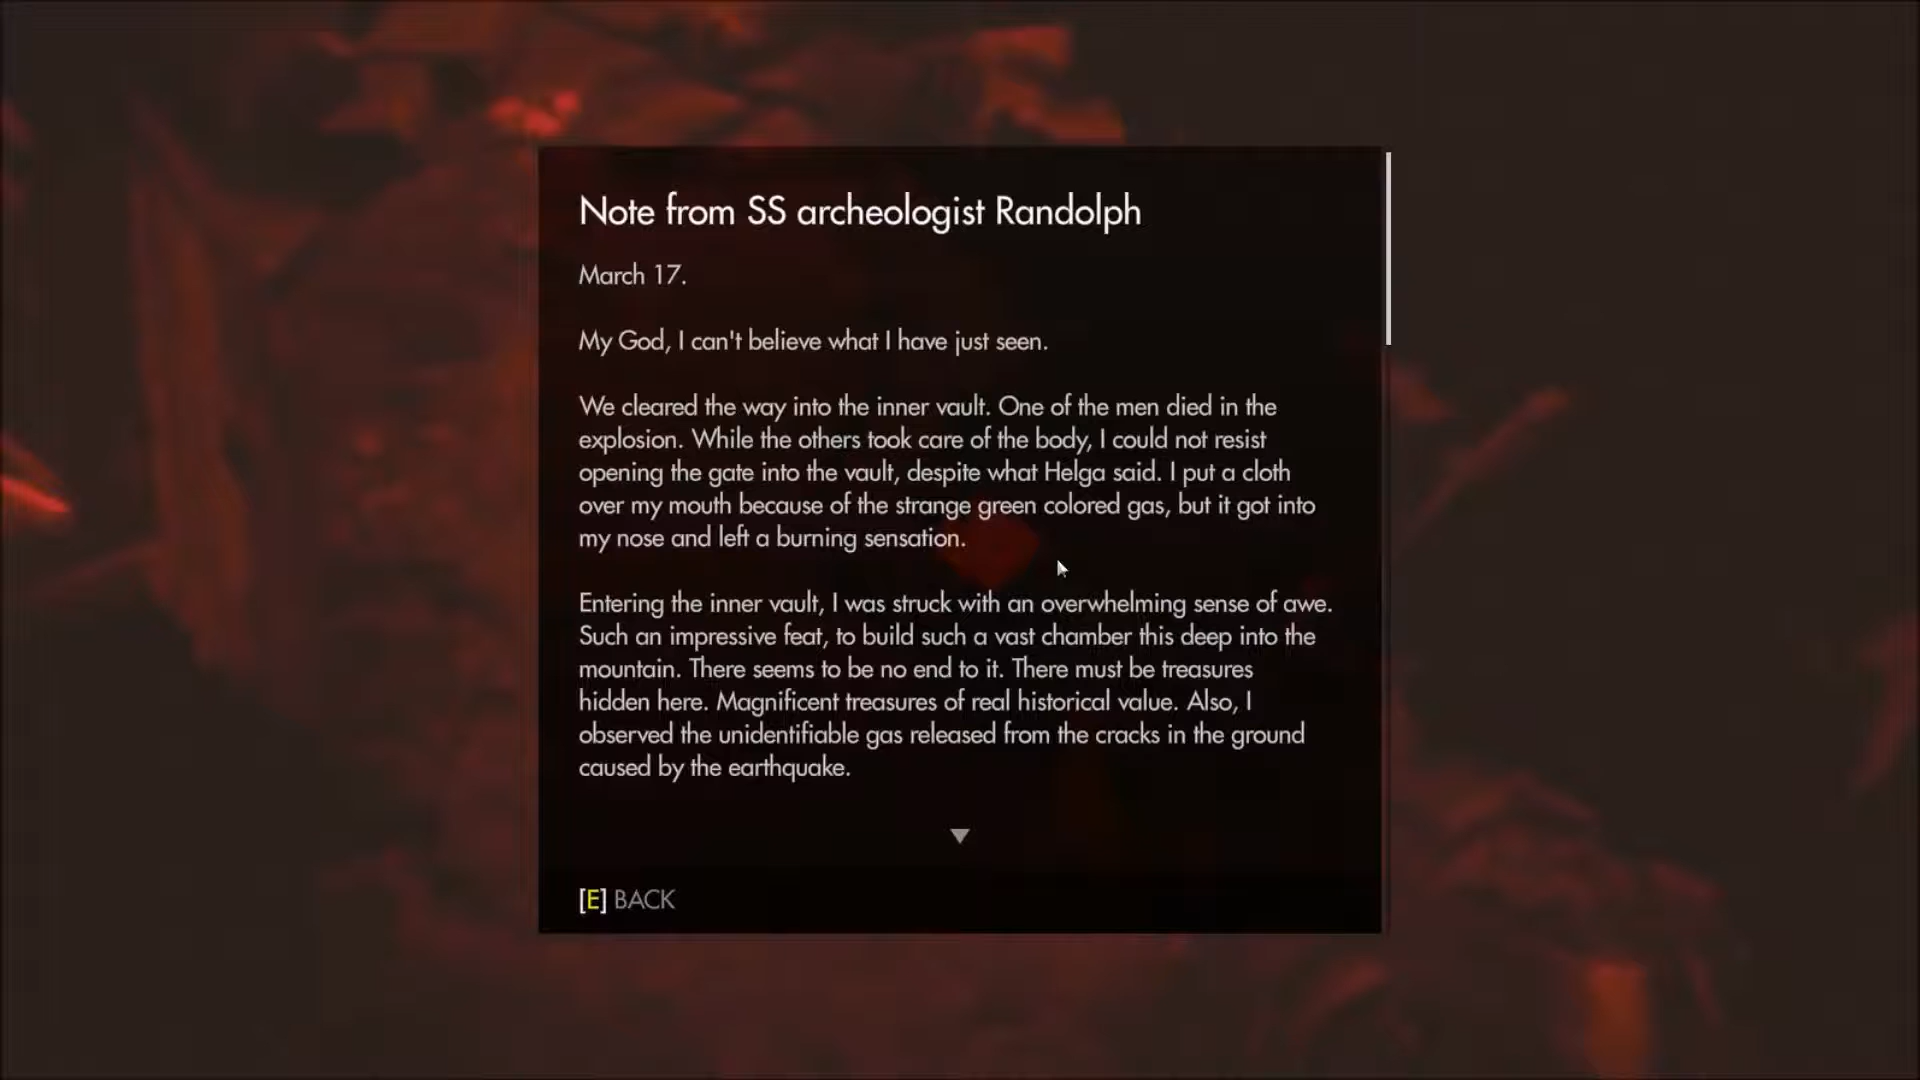 Note from SS archeologist Randolph
March 17.
My God, I can't believe what I have just seen.
We cleared the way into the inner vault. One of the men died in the
explosion. While the others took care of the body, I could not resist
opening the gate into the vault, despite what Helga said. I put a cloth
over my mouth because of the strange green colored gas, but it got into
my nose and left a burning sensation.
Entering the inner vault, I was struck with an overwhelming sense of awe.
Such an impressive feat, to build such a vast chamber this deep into the
mountain. There seems to be no end to it. There must be treasures
hidden here. Magnificent treasures of real historical value. Also, I
observed the unidentifiable gas released from the cracks in the ground
caused by the earthquake.
[E] BACK